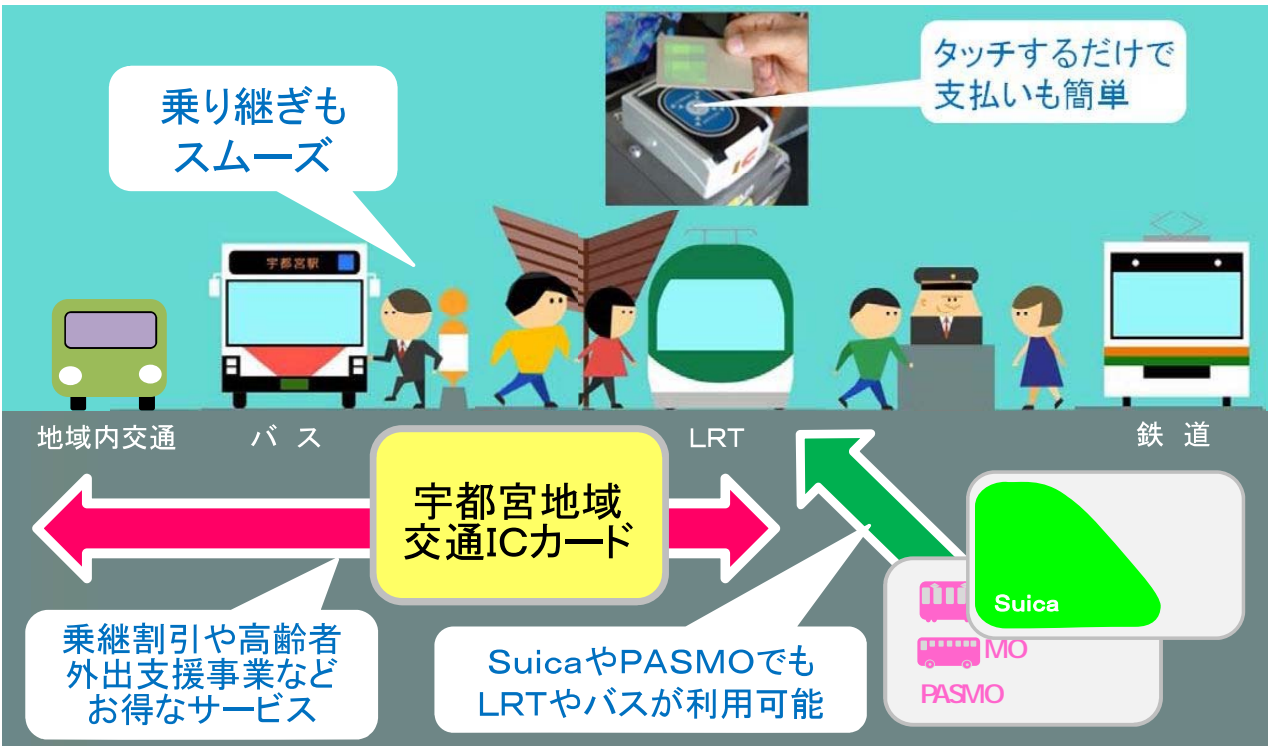 タッチするだけで
支払いも簡単
乗り継ぎも
スムーズ
IC
宇都宮駅
地域内交通
バス
LRT
鉄道
宇都宮地域
交通ICカード
Suica
MO
PASMO
乗継割引や高齢者
外出支援事業など
お得なサービス
SuicaやPASMOでも
LRTやバスが利用可能